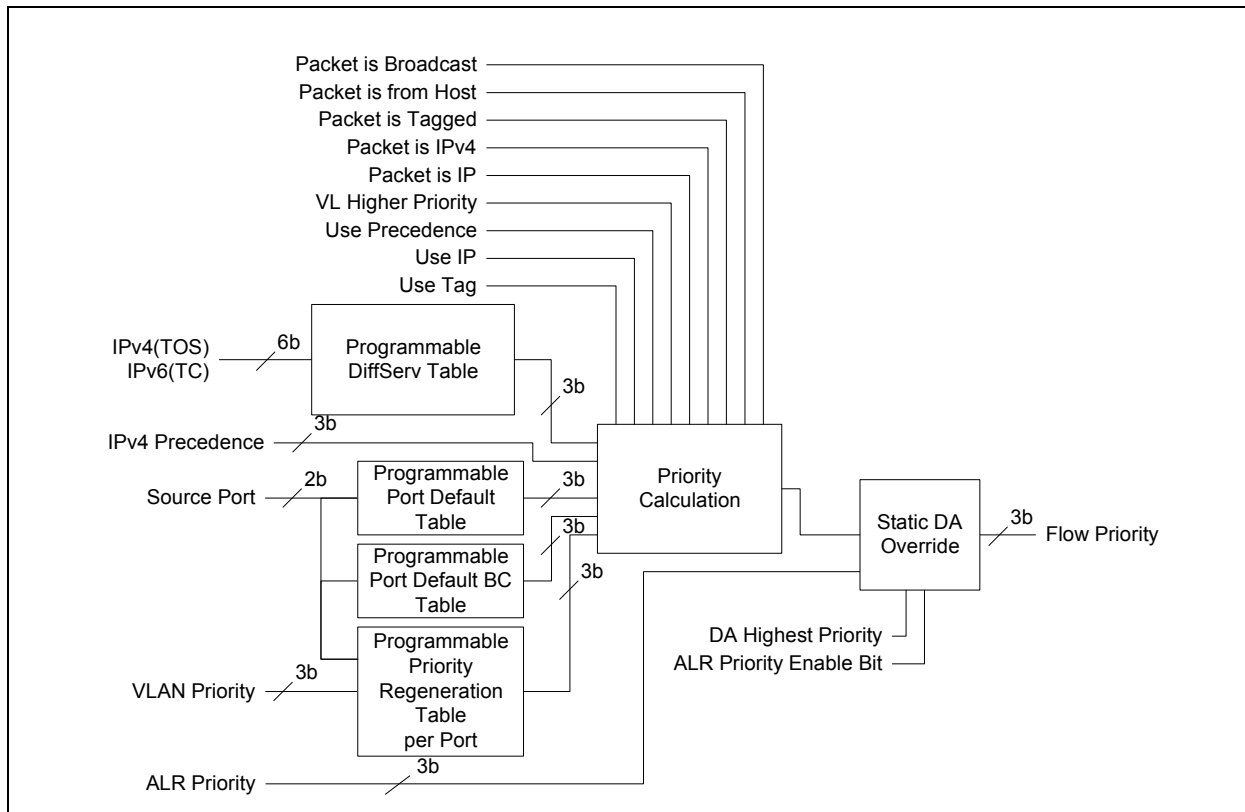 Packet is Broadcast
Packet is from Host
Packet is Tagged
Packet is IPv4
Packet is IP
VL Higher Priority
Use Precedence
Use IP
Use Tag
IPv4(TOS)
IPv6(TC)
6b
Programmable
DiffServ Table
3b
IPv4 Precedence
3b
Source Port
2b
Programmable
Port Default
Table
3b
Programmable
Port Default BC
Table
3b
VLAN Priority
3b
Programmable
Priority
Regeneration
Table
per Port
3b
Priority
Calculation
ALR Priority
3b
Static DA
Override
3b
Flow Priority
DA Highest Priority
ALR Priority Enable Bit